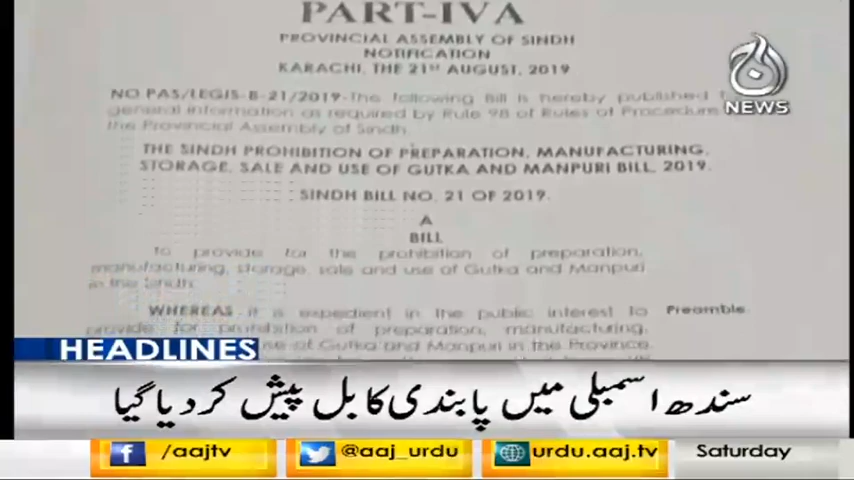 PART-IVA
PROVINCIAL ASSEMBLY OF SINDH
NOTIFICATION
KARACHI, THE 21ST AUGUST, 2019
NO PAS/LEGIS-B-21/2019-The following Bill is hereby published
general information as required by Rule 98 of Rules of Procedure
the Provincial Assembly of Sindh.
THE SINDH PROHIBITION OF PREPARATION, MANUFACTURING,
STORAGE, SALE AND USE OF GUTKA AND MANPURI BILL, 2019.
SINDH BILL NO. 21 OF 2019.
A
BILL
to provide for the prohibition of preparation,
manufacturing, storage, sale and use of Gutka and Manpuri
in the Sindh
WHEREAS it is expedient in the public interest to Preamble.
provide for prohibition of preparation, manufacturing,
use of Gutka and Manpuri in the Province
NEWS
HEADLINES
سندھ اسمبلی میں پابندی کا بل پیش کر دیا گیا
/aajtv
@aaj_urdu
urdu.aaj.tv
Saturday